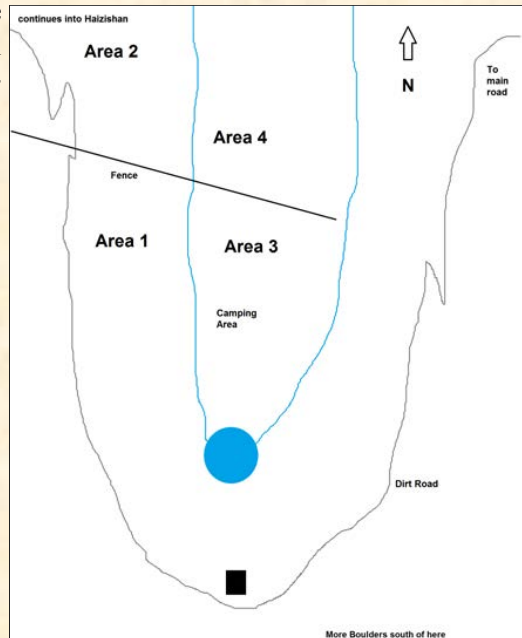 continues into Haizishan
Area 2
N
To
main
road
Area 4
Fence
Area 1
Area 3
Camping
Area
Dirt Road
More Boulders south of here